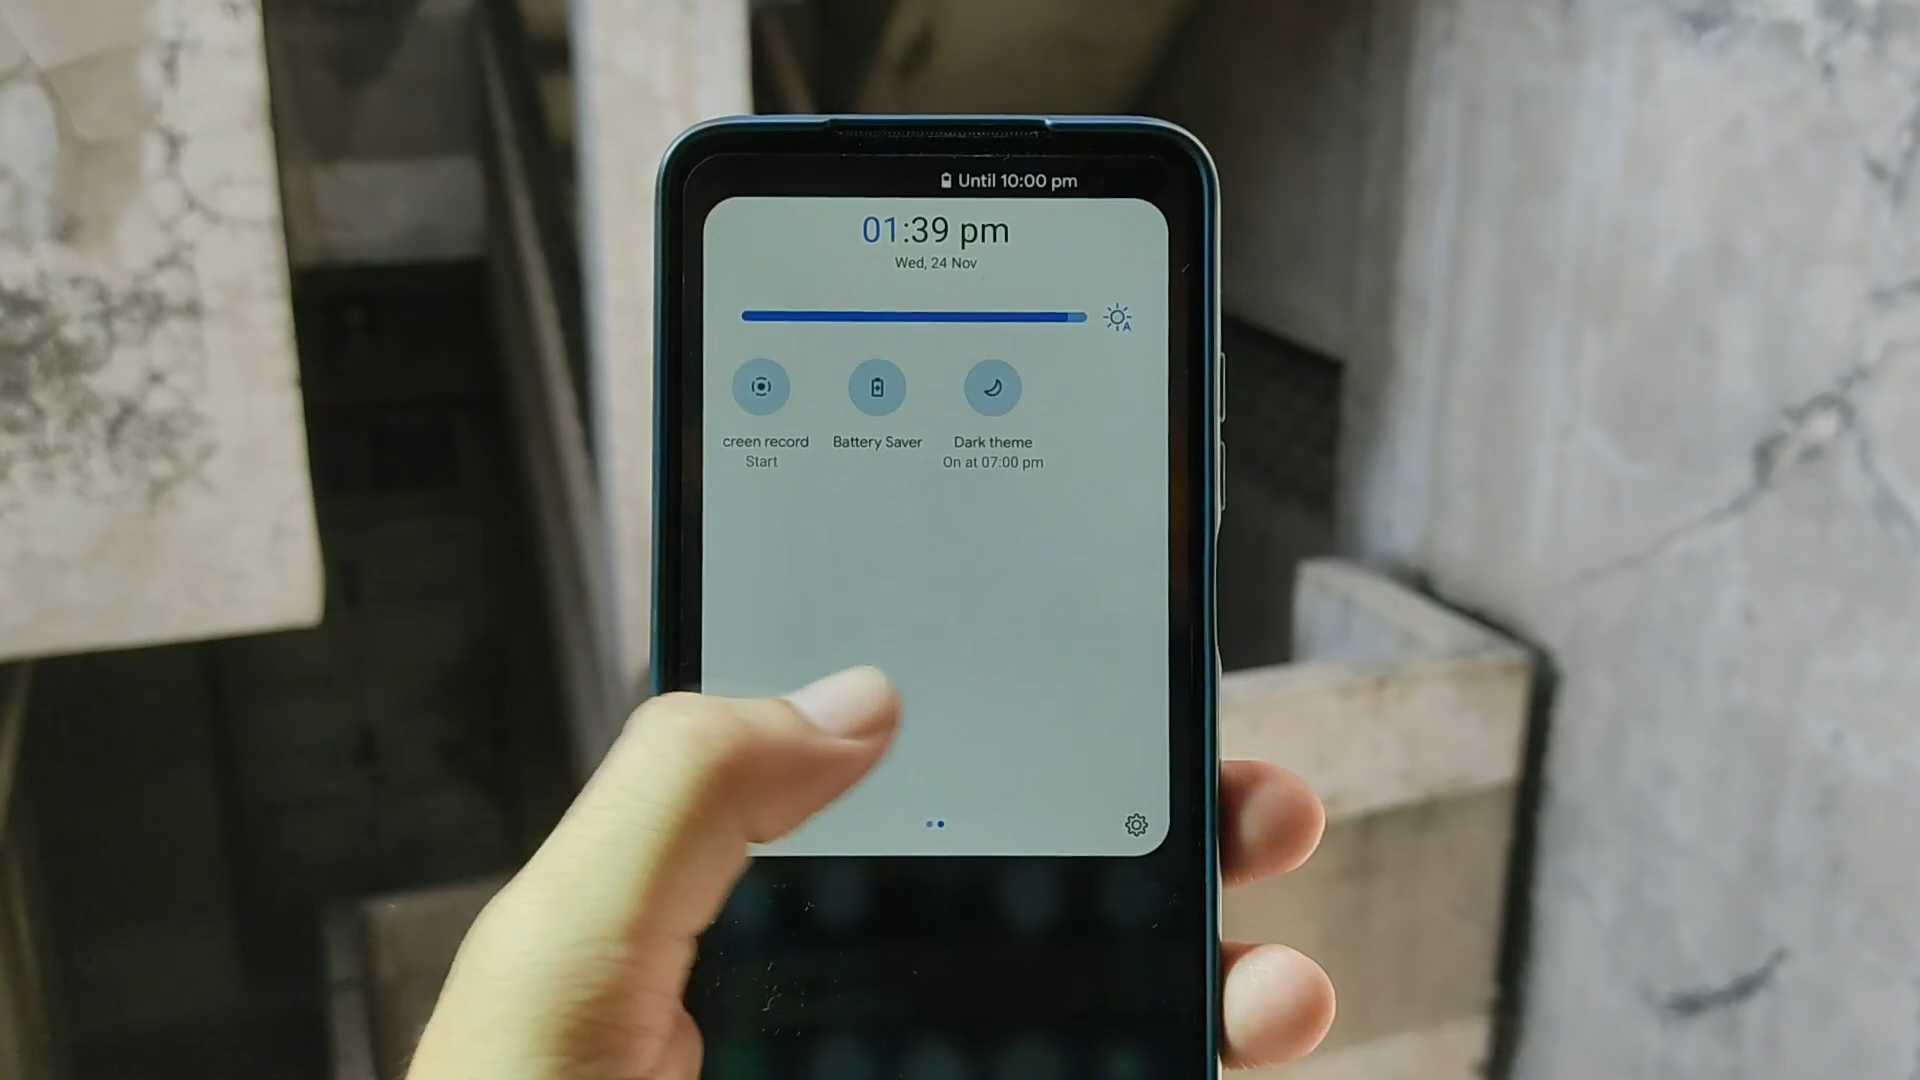 Until 10:00 pm
01:39 pm
Wed, 24 Nov
A
creen record
Battery Saver
Dark theme
Start
On at 07:00 pm